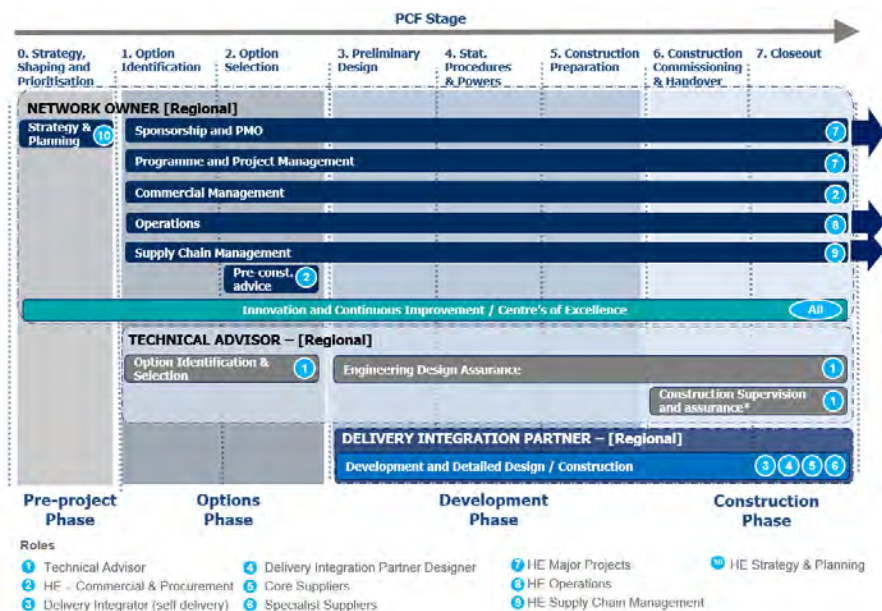 PCF Stage
0. Strategy,
Shaping and
Prioritisation
1. Option
Identification
2. Option
Selection
3. Preliminary
Design
4. Stat.
Procedures
& Powers
5. Construction
Preparation
6. Construction
Commissioning
& Handover
7. Closeout
NETWORK OWNER [Regional]
Strategy &
Planning
10
Sponsorship and PMO
7
Programme and Project Management
7
Commercial Management
2
Operations
8
Supply Chain Management
9
Pre-const.
advice
2
Innovation and Continuous Improvement / Centre's of Excellence
All
TECHNICAL ADVISOR – [Regional]
Option Identification &
Selection
1
Engineering Design Assurance
1
Construction Supervision
and assurance*
1
DELIVERY INTEGRATION PARTNER – [Regional]
Development and Detailed Design / Construction
3 4 5 6
Pre-project
Phase
Options
Phase
Development
Phase
Construction
Phase
Roles
1 Technical Advisor
2 HE – Commercial & Procurement
3 Delivery Integrator (self delivery)
4 Delivery Integration Partner Designer
5 Core Suppliers
6 Specialist Suppliers
7 HE Major Projects
8 HE Operations
9 HE Supply Chain Management
10 HE Strategy & Planning